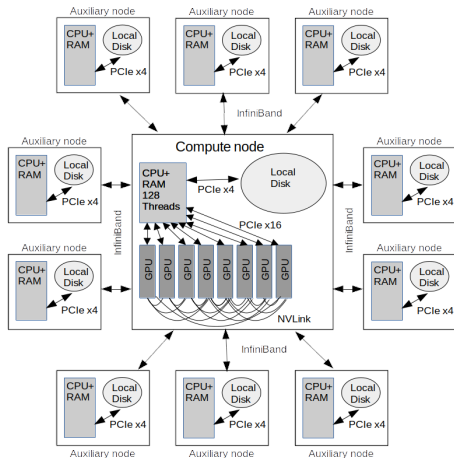 Auxiliary node
Auxiliary node
Auxiliary node
CPU+
RAM
Local
Disk
PCIe x4
CPU+
RAM
Local
Disk
PCIe x4
CPU+
RAM
Local
Disk
PCIe x4
InfiniBand
Auxiliary node
CPU+
RAM
Local
Disk
PCIe x4
Compute node
CPU+
RAM
128
Threads
PCIe x4
Local
Disk
PCIe x16
GPU
GPU
GPU
GPU
GPU
GPU
GPU
GPU
NVLink
Auxiliary node
CPU+
RAM
Local
Disk
PCIe x4
InfiniBand
InfiniBand
Auxiliary node
CPU+
RAM
Local
Disk
PCIe x4
Auxiliary node
CPU+
RAM
Local
Disk
PCIe x4
InfiniBand
CPU+
RAM
Local
Disk
PCIe x4
CPU+
RAM
Local
Disk
PCIe x4
CPU+
RAM
Local
Disk
PCIe x4
Auxiliary node
Auxiliary node
Auxiliary node